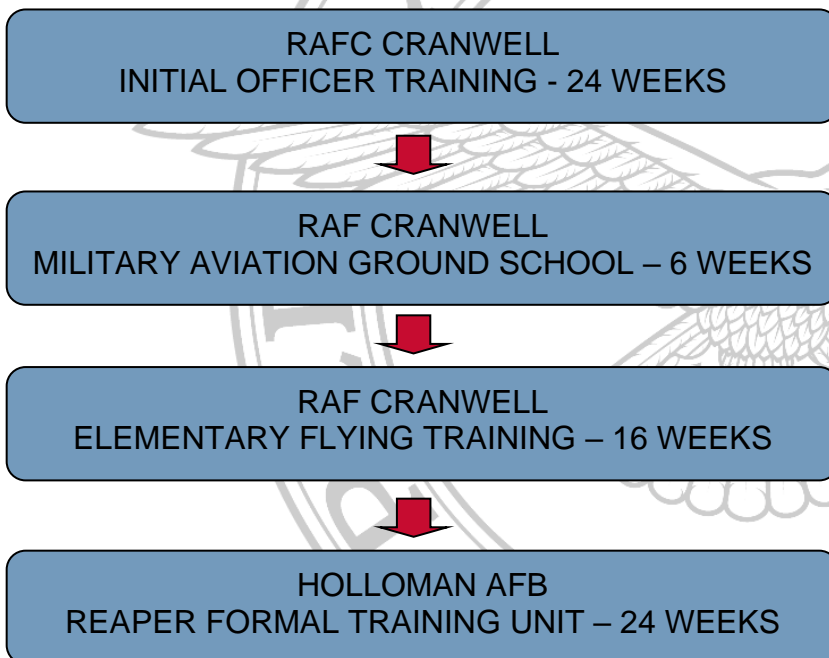 RAFC CRANWELL
INITIAL OFFICER TRAINING - 24 WEEKS
RAF CRANWELL
MILITARY AVIATION GROUND SCHOOL – 6 WEEKS
RAF CRANWELL
ELEMENTARY FLYING TRAINING – 16 WEEKS
HOLLOMAN AFB
REAPER FORMAL TRAINING UNIT – 24 WEEKS